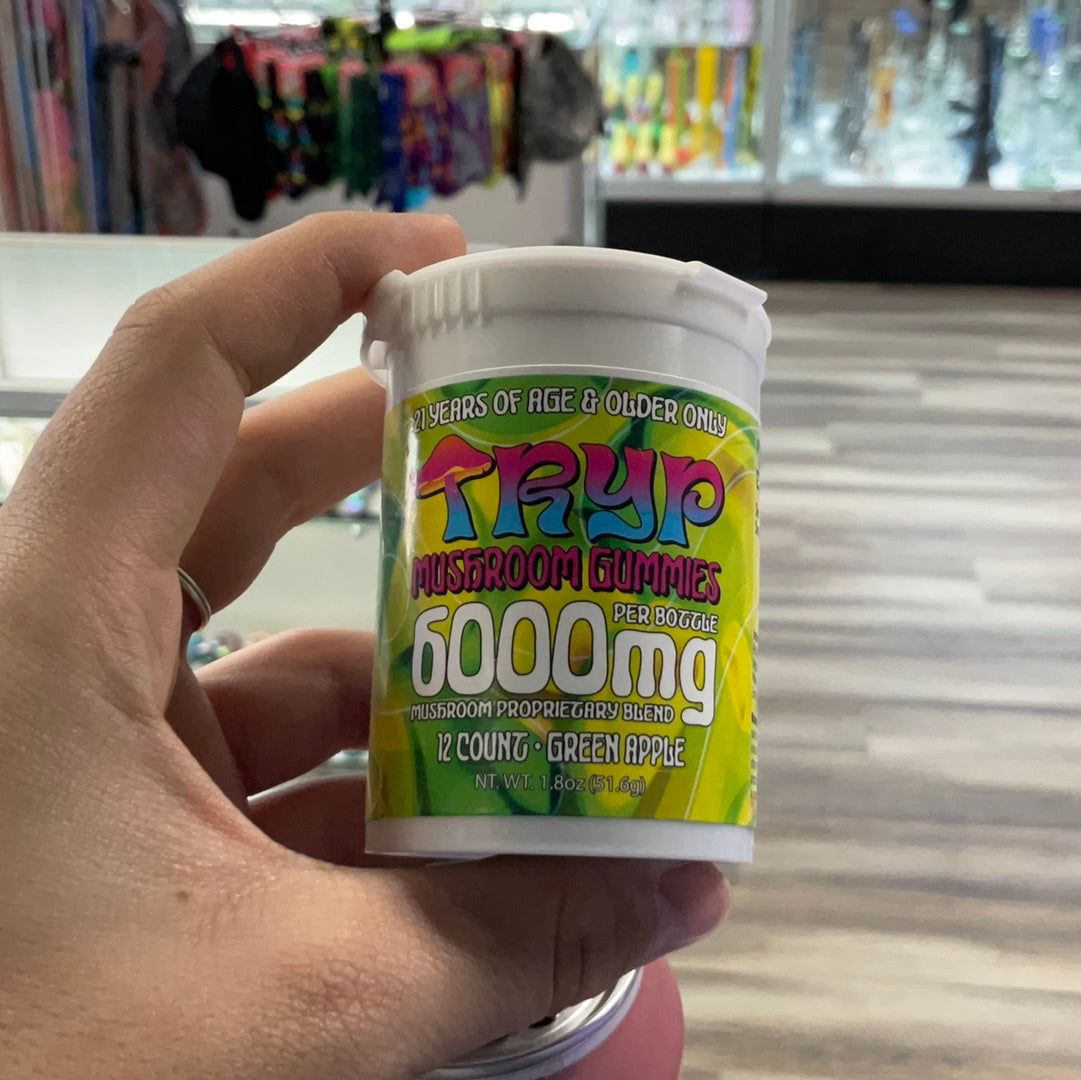 21 YEARS OF AGE & OLDER ONLY
TRYP
MUSHROOM GUMMIES
6000mg PER BOTTLE
MUSHROOM PROPRIETARY BLEND
12 COUNT • GREEN APPLE
NT. WT. 1.8oz (51.6g)